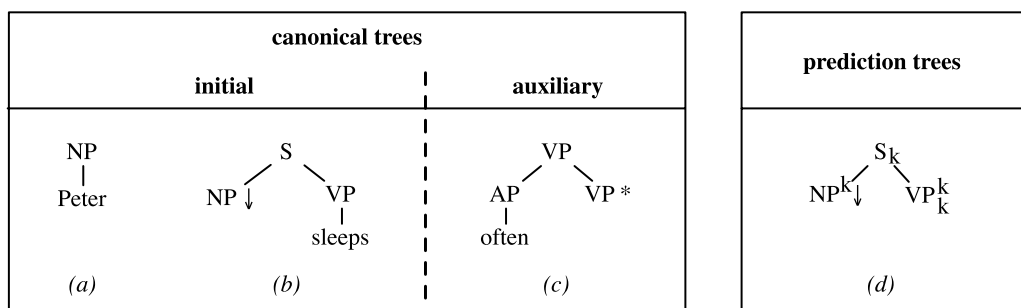 canonical trees
prediction trees
initial auxiliary
NP S VP S_k
Peter NP ↓ VP AP VP * NP^k ↓ VP^k_k
sleeps often
(a) (b) (c) (d)